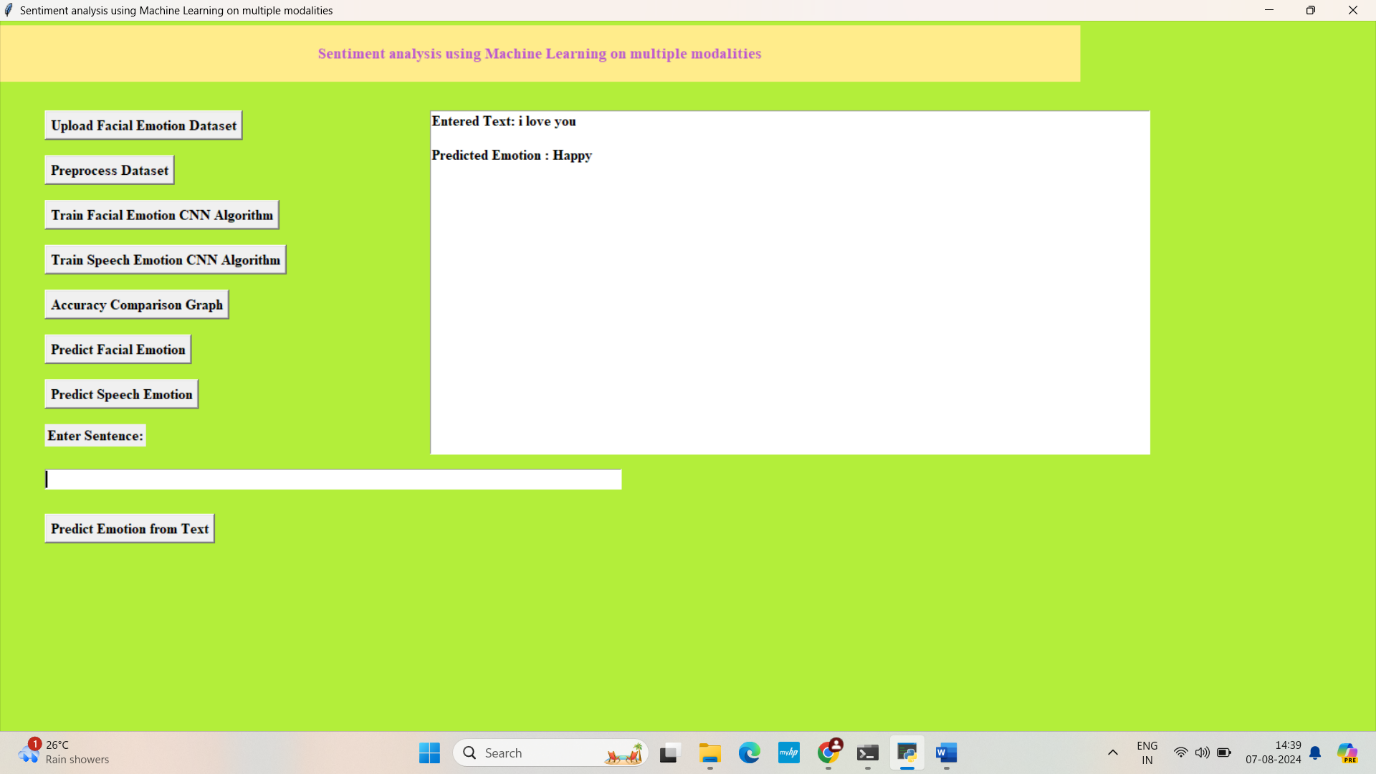 Sentiment analysis using Machine Learning on multiple modalities
Sentiment analysis using Machine Learning on multiple modalities
Upload Facial Emotion Dataset
Preprocess Dataset
Train Facial Emotion CNN Algorithm
Train Speech Emotion CNN Algorithm
Accuracy Comparison Graph
Predict Facial Emotion
Predict Speech Emotion
Enter Sentence:
Predict Emotion from Text
Entered Text: i love you
Predicted Emotion : Happy
1
26°C
Rain showers
Search
myhp
W
ENG
IN
14:39
07-08-2024
PRE